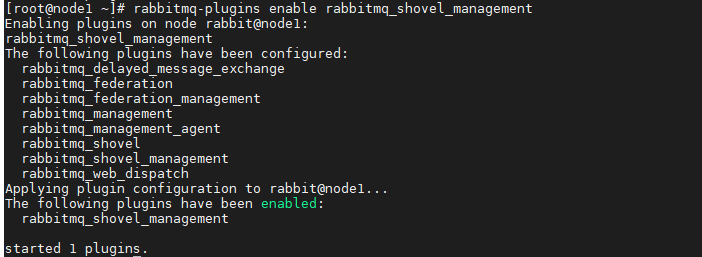 [root@node1 ~]# rabbitmq-plugins enable rabbitmq_shovel_management
Enabling plugins on node rabbit@node1:
rabbitmq_shovel_management
The following plugins have been configured:
  rabbitmq_delayed_message_exchange
  rabbitmq_federation
  rabbitmq_federation_management
  rabbitmq_management
  rabbitmq_management_agent
  rabbitmq_shovel
  rabbitmq_shovel_management
  rabbitmq_web_dispatch
Applying plugin configuration to rabbit@node1...
The following plugins have been enabled:
  rabbitmq_shovel_management

started 1 plugins.